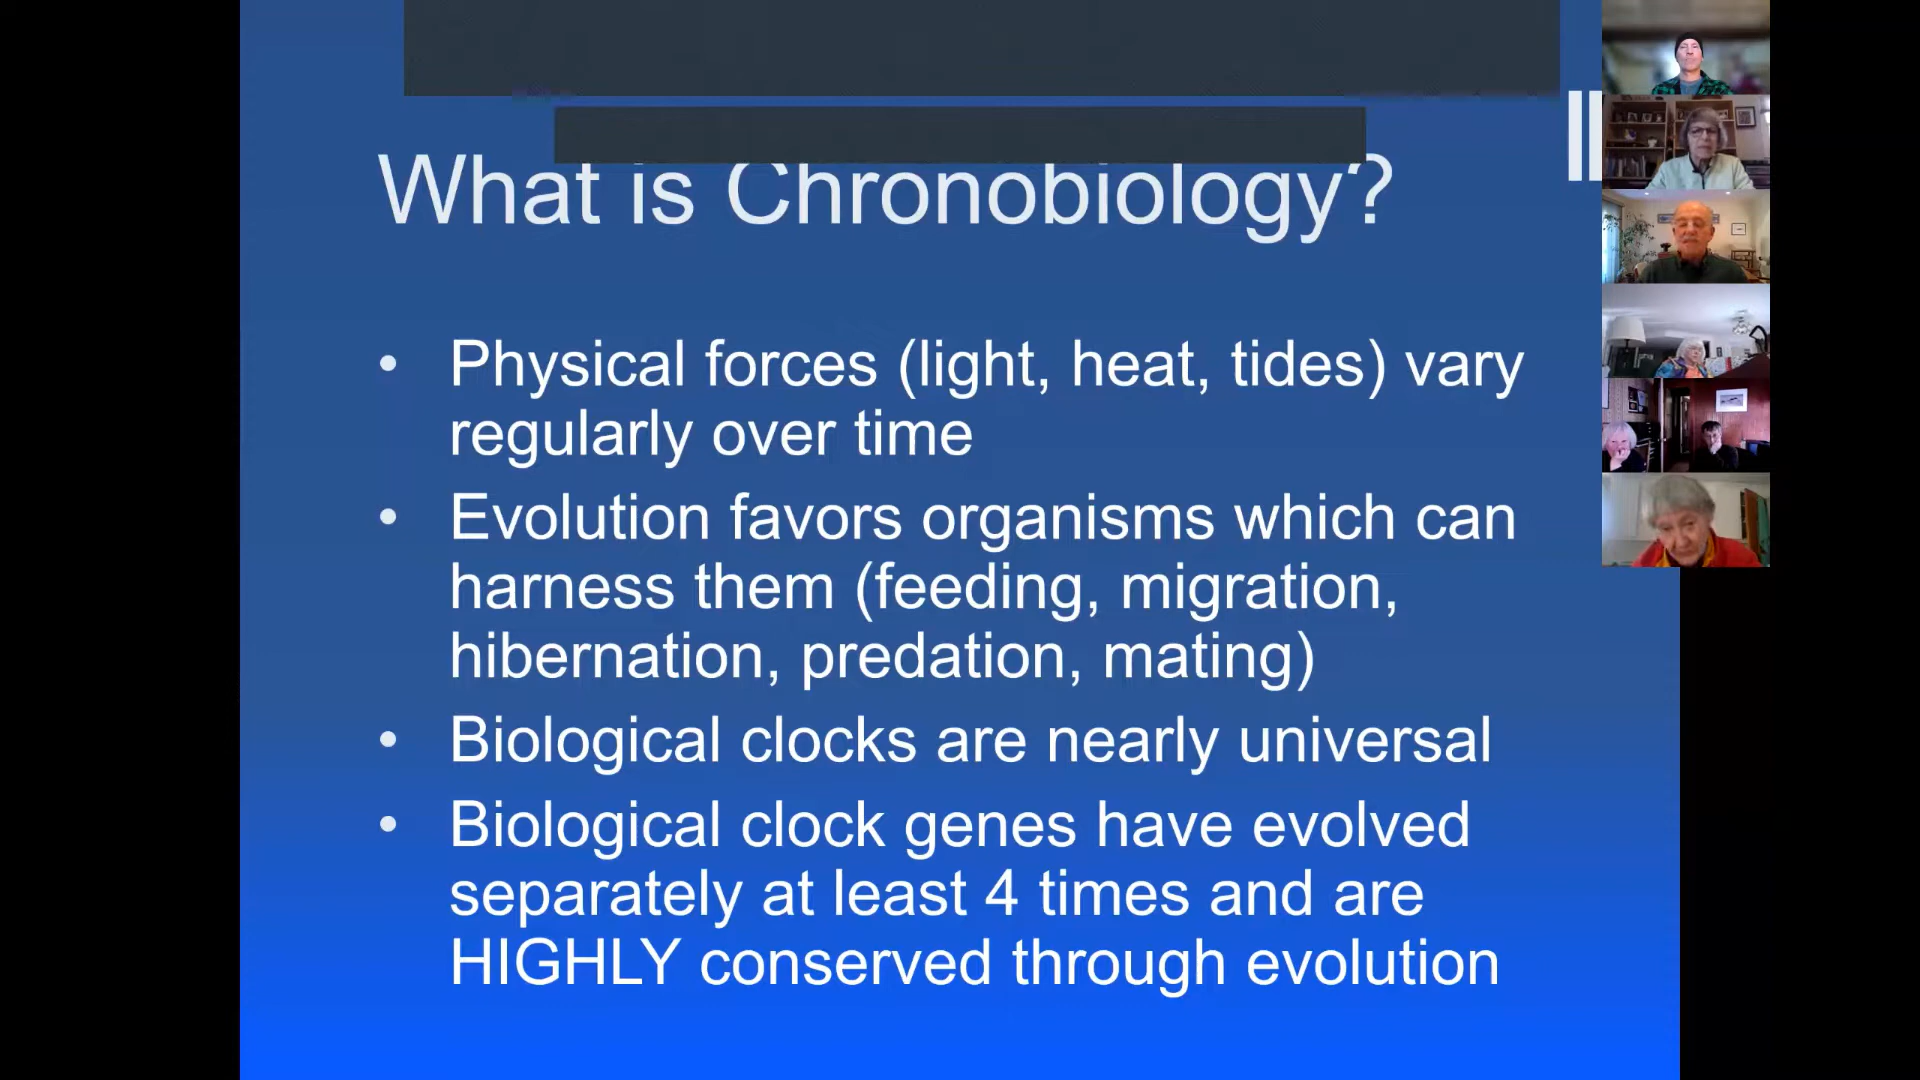 What is Chronobiology?
• Physical forces (light, heat, tides) vary
regularly over time
• Evolution favors organisms which can
harness them (feeding, migration,
hibernation, predation, mating)
• Biological clocks are nearly universal
• Biological clock genes have evolved
separately at least 4 times and are
HIGHLY conserved through evolution